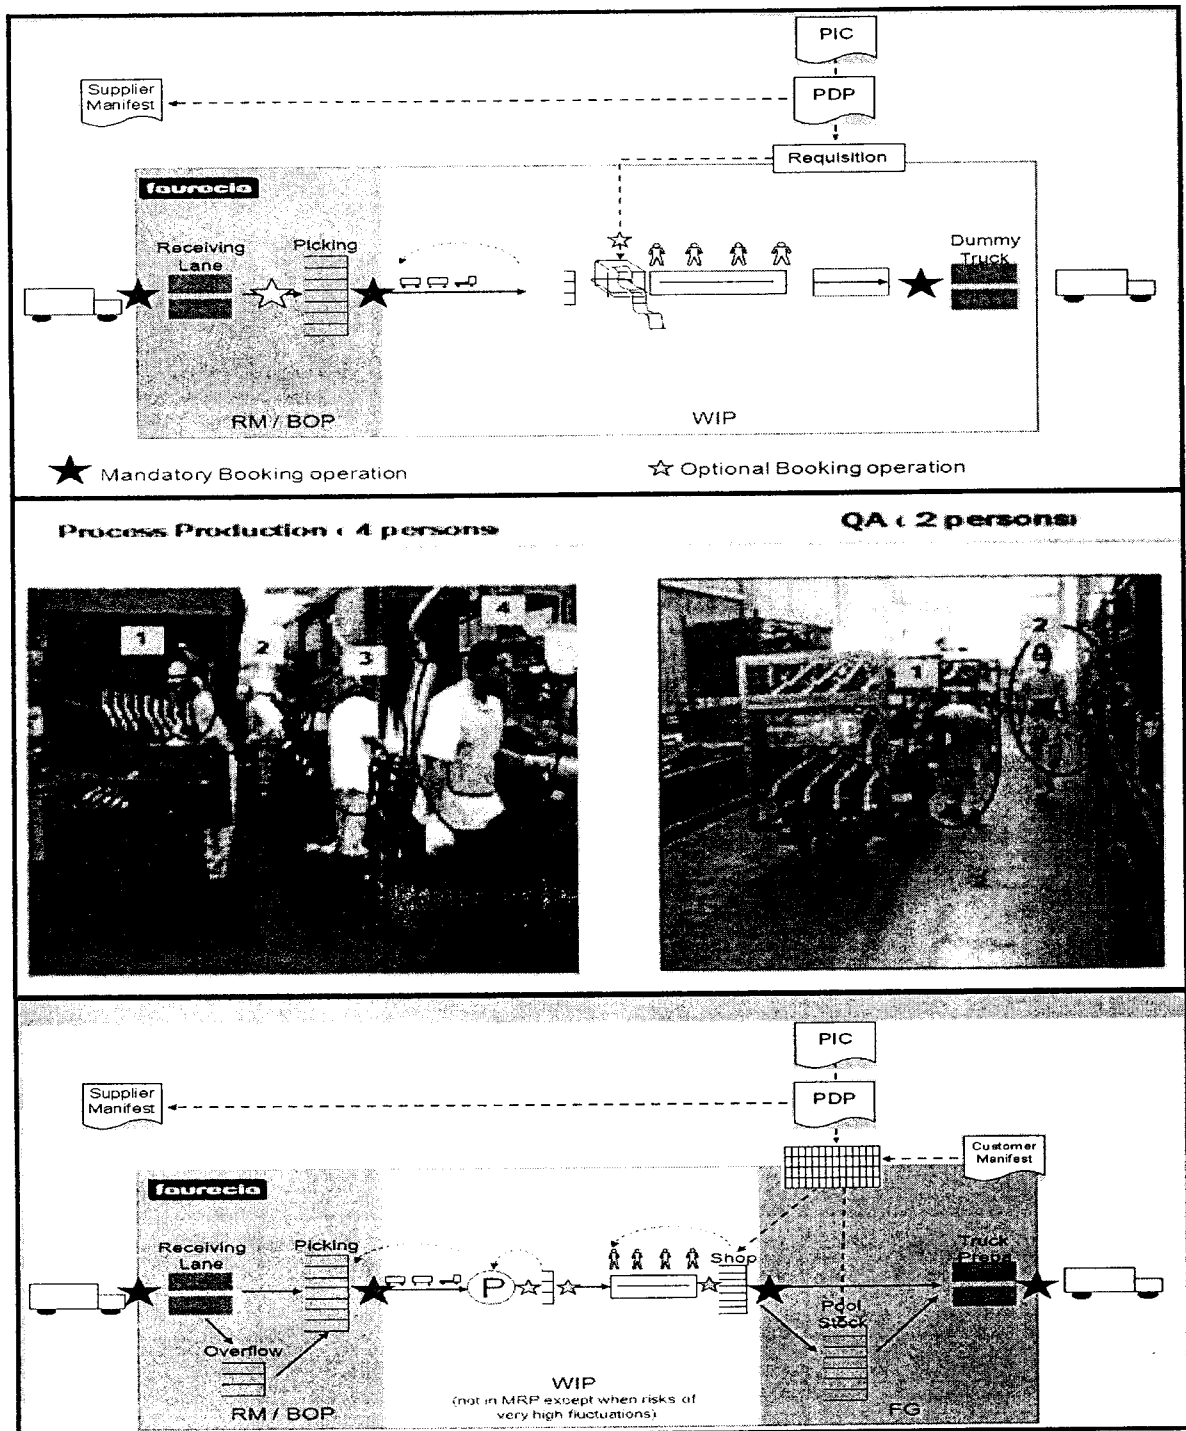 PIC
Supplier
Manifest
PDP
Requisition
faurecia
Receiving
Lane
Picking
Dummy
Truck
RM / BOP
WIP
Mandatory Booking operation
Optional Booking operation
Process Production ( 4 persons)
QA ( 2 persons)
1
2
3
4
1
2
PIC
Supplier
Manifest
PDP
Customer
Manifest
faurecia
Receiving
Lane
Picking
P
Shop
Truck
Prepa
Pool
Stock
Overflow
WIP
(not in MRP except when risks of
very high fluctuations)
RM / BOP
FG